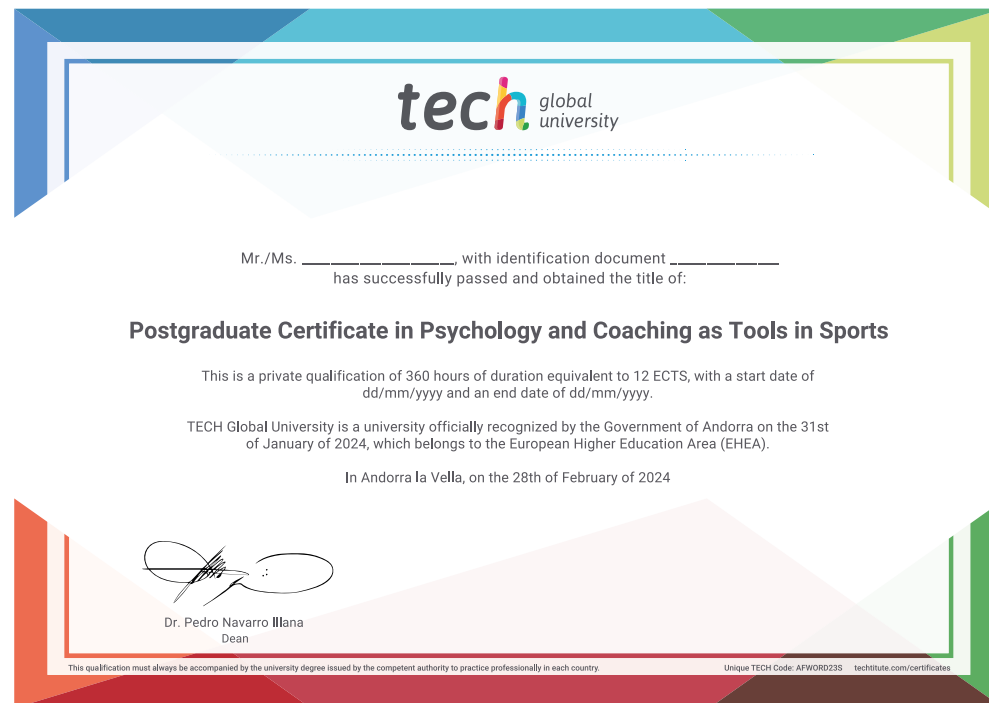 tech global
university
Mr./Ms. ____________________, with identification document ______________
has successfully passed and obtained the title of:
Postgraduate Certificate in Psychology and Coaching as Tools in Sports
This is a private qualification of 360 hours of duration equivalent to 12 ECTS, with a start date of
dd/mm/yyyy and an end date of dd/mm/yyyy.
TECH Global University is a university officially recognized by the Government of Andorra on the 31st
of January of 2024, which belongs to the European Higher Education Area (EHEA).
In Andorra la Vella, on the 28th of February of 2024
Dr. Pedro Navarro Illana
Dean
This qualification must always be accompanied by the university degree issued by the competent authority to practice professionally in each country.
Unique TECH Code: AFWORD23S techtitute.com/certificates